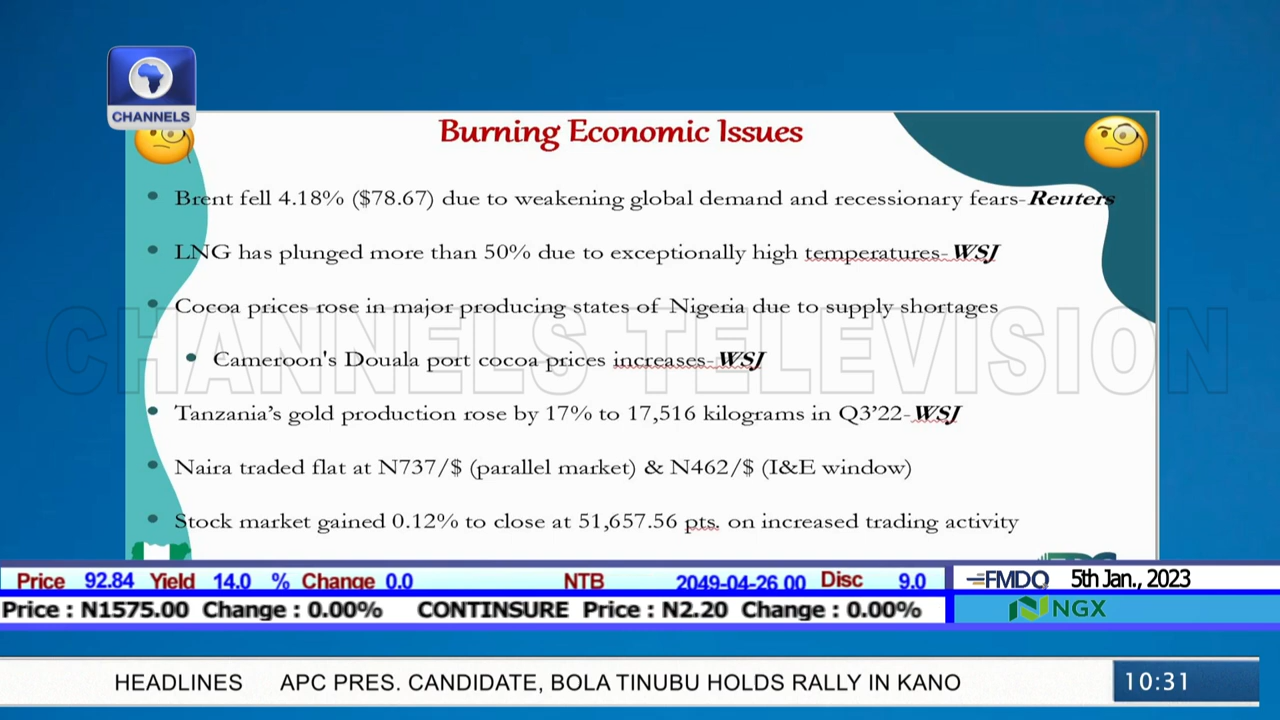 CHANNELS
Burning Economic Issues
Brent fell 4.18% ($78.67) due to weakening global demand and recessionary fears-Reuters
LNG has plunged more than 50% due to exceptionally high temperatures-WSJ
Cocoa prices rose in major producing states of Nigeria due to supply shortages
Cameroon's Douala port cocoa prices increases-WSJ
CHANNELS TELEVISION
Tanzania's gold production rose by 17% to 17,516 kilograms in Q3'22-WSJ
Naira traded flat at N737/$ (parallel market) & N462/$ (I&E window)
Stock market gained 0.12% to close at 51,657.56 pts. on increased trading activity
Price 92.84 Yield 14.0 % Change 0.0 NTB 2049-04-26 00 Disc 9.0 FMDQ 5th Jan., 2023
Price : N1575.00 Change : 0.00% CONTINSURE Price : N2.20 Change : 0.00% NGX
HEADLINES APC PRES. CANDIDATE, BOLA TINUBU HOLDS RALLY IN KANO 10:31